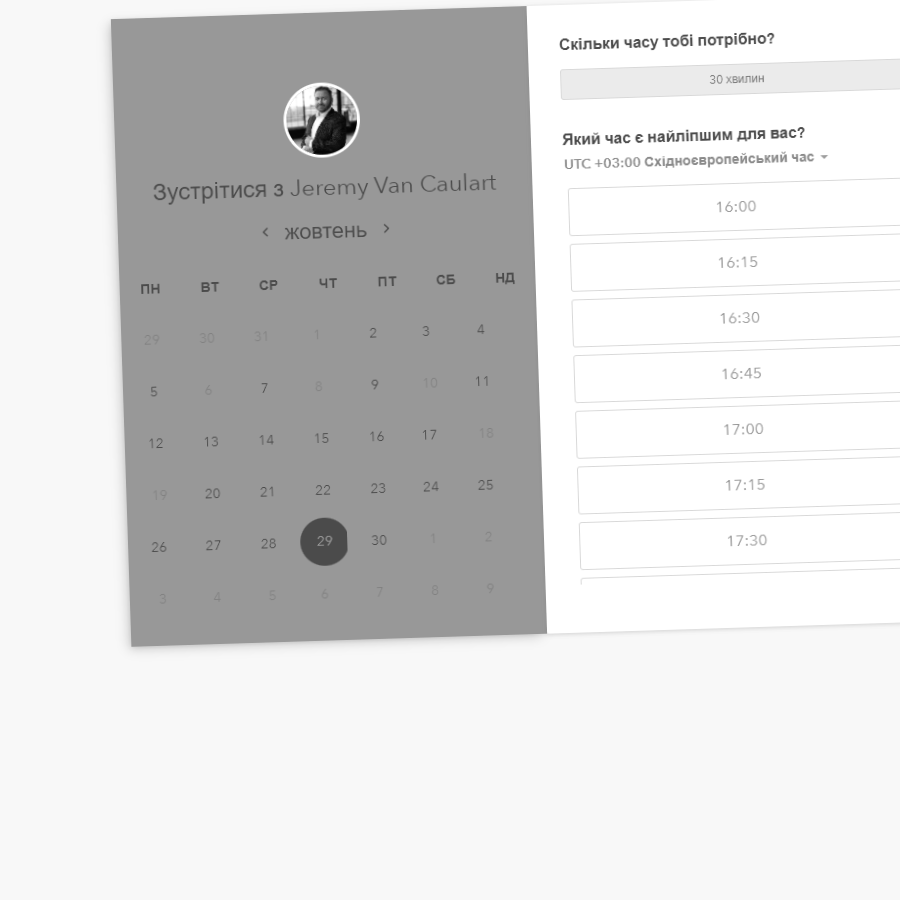 Зустрітися з Jeremy Van Caulart
‹ жовтень ›
ПН ВТ СР ЧТ ПТ СБ НД
29 30 31 1 2 3 4
5 6 7 8 9 10 11
12 13 14 15 16 17 18
19 20 21 22 23 24 25
26 27 28 29 30 1 2
3 4 5 6 7 8 9
Скільки часу тобі потрібно?
30 хвилин
Який час є найліпшим для вас?
UTC +03:00 Східноєвропейський час
16:00
16:15
16:30
16:45
17:00
17:15
17:30